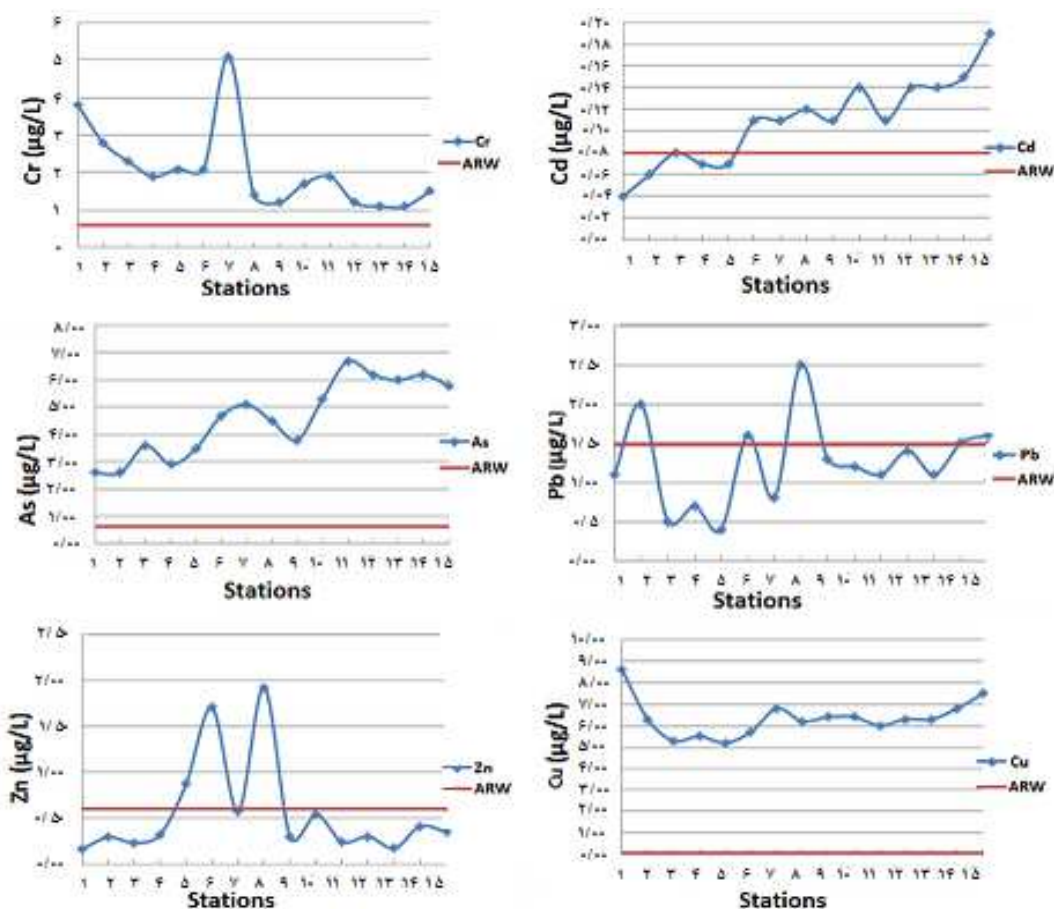 Cr (µg/L)
۶
۵
۴
۳
۲
۱
۰
۱ ۲ ۳ ۴ ۵ ۶ ۷ ۸ ۹ ۱۰ ۱۱ ۱۲ ۱۳ ۱۴ ۱۵
Stations
Cr
ARW
Cd (µg/L)
۰/۲۰
۰/۱۸
۰/۱۶
۰/۱۴
۰/۱۲
۰/۱۰
۰/۰۸
۰/۰۶
۰/۰۴
۰/۰۲
۰/۰۰
۱ ۲ ۳ ۴ ۵ ۶ ۷ ۸ ۹ ۱۰ ۱۱ ۱۲ ۱۳ ۱۴ ۱۵
Stations
Cd
ARW
As (µg/L)
۸/۰۰
۷/۰۰
۶/۰۰
۵/۰۰
۴/۰۰
۳/۰۰
۲/۰۰
۱/۰۰
۰/۰۰
۱ ۲ ۳ ۴ ۵ ۶ ۷ ۸ ۹ ۱۰ ۱۱ ۱۲ ۱۳ ۱۴ ۱۵
Stations
As
ARW
Pb (µg/L)
۳/۰۰
۲/۵۰
۲/۰۰
۱/۵۰
۱/۰۰
۰/۵۰
۰/۰۰
۱ ۲ ۳ ۴ ۵ ۶ ۷ ۸ ۹ ۱۰ ۱۱ ۱۲ ۱۳ ۱۴ ۱۵
Stations
Pb
ARW
Zn (µg/L)
۲/۵۰
۲/۰۰
۱/۵۰
۱/۰۰
۰/۵۰
۰/۰۰
۱ ۲ ۳ ۴ ۵ ۶ ۷ ۸ ۹ ۱۰ ۱۱ ۱۲ ۱۳ ۱۴ ۱۵
Stations
Zn
ARW
Cu (µg/L)
۱۰/۰۰
۹/۰۰
۸/۰۰
۷/۰۰
۶/۰۰
۵/۰۰
۴/۰۰
۳/۰۰
۲/۰۰
۱/۰۰
۰/۰۰
۱ ۲ ۳ ۴ ۵ ۶ ۷ ۸ ۹ ۱۰ ۱۱ ۱۲ ۱۳ ۱۴ ۱۵
Stations
Cu
ARW